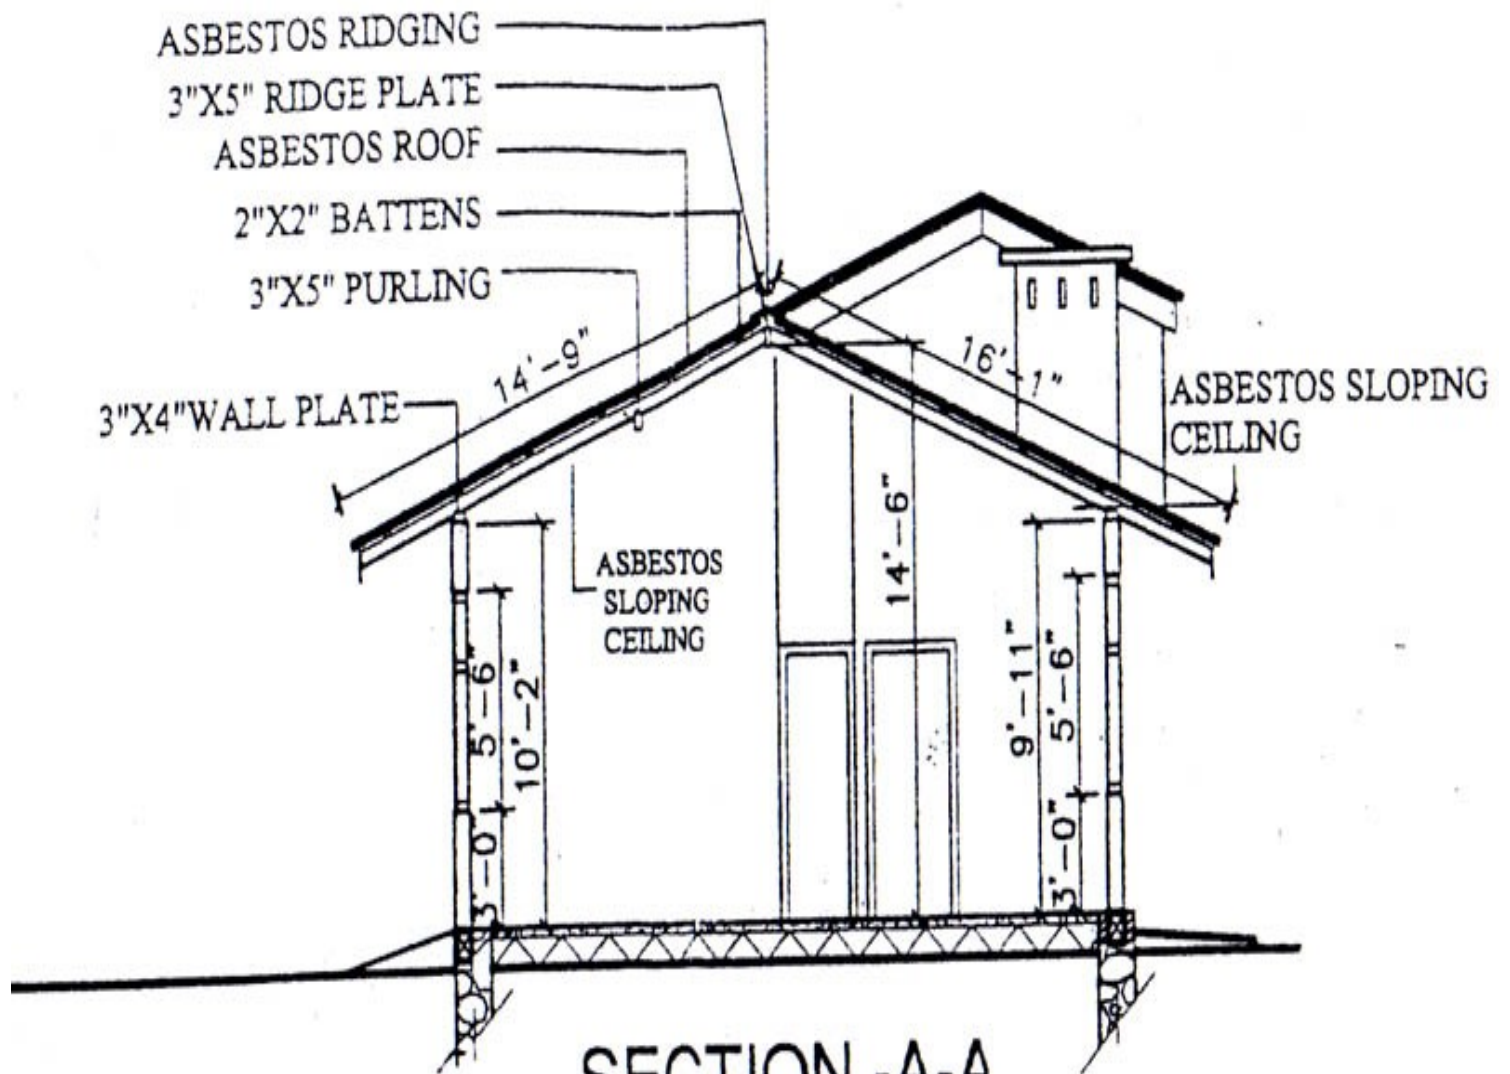 ASBESTOS RIDGING
3"X5" RIDGE PLATE
ASBESTOS ROOF
2"X2" BATTENS
3"X5" PURLING
14'-9"
16'-1"
3"X4"WALL PLATE
ASBESTOS SLOPING
CEILING
14'-6"
ASBESTOS
SLOPING
CEILING
5'-6"
10'-2"
9'-11"
5'-6"
3'-0"
3'-0"
SECTION -A-A